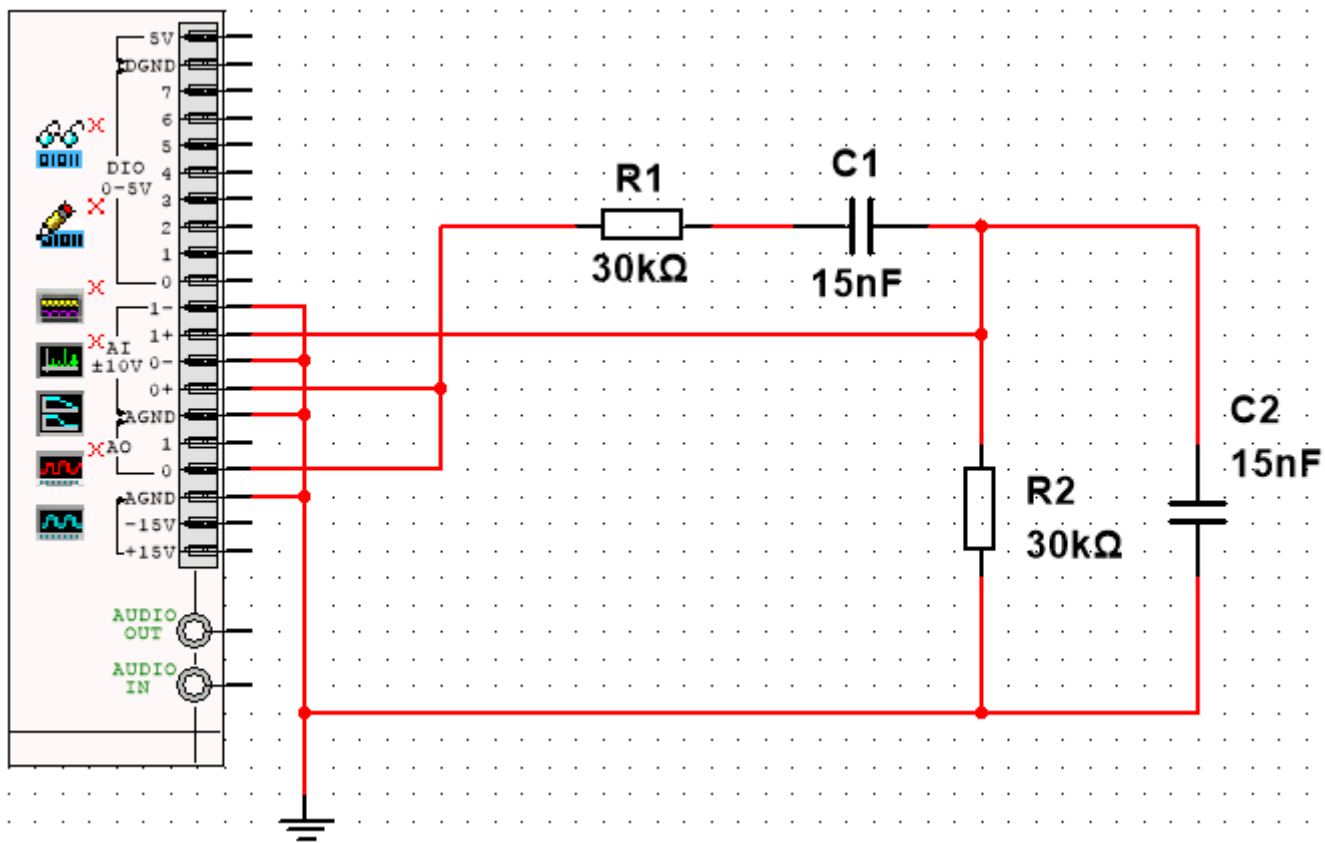 5V
DGND
7
6
5
DIO 4
0-5V
3
2
1
0
1-
1+
AI
±10V 0-
0+
AGND
AO 1
0
AGND
-15V
+15V
AUDIO
OUT
AUDIO
IN
R1
30kΩ
C1
15nF
R2
30kΩ
C2
15nF